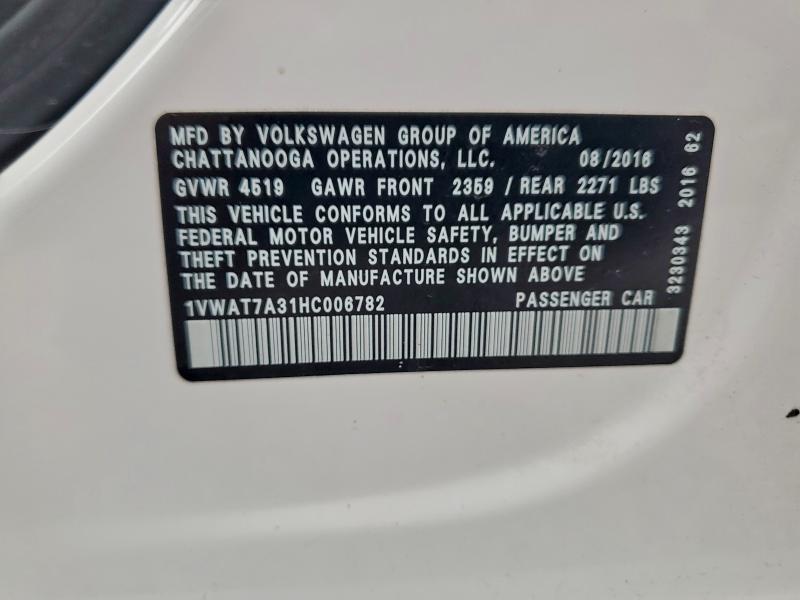 MFD BY VOLKSWAGEN GROUP OF AMERICA
CHATTANOOGA OPERATIONS, LLC. 08/2016
GVWR 4519 GAWR FRONT 2359 / REAR 2271 LBS
THIS VEHICLE CONFORMS TO ALL APPLICABLE U.S.
FEDERAL MOTOR VEHICLE SAFETY, BUMPER AND
THEFT PREVENTION STANDARDS IN EFFECT ON
THE DATE OF MANUFACTURE SHOWN ABOVE
1VWAT7A31HC006782 PASSENGER CAR
3230343 2016 62